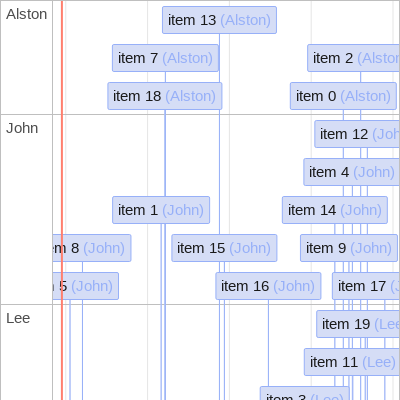 Alston
item 13 (Alston)
item 7 (Alston)
item 2 (Alston
item 18 (Alston)
item 0 (Alston)
John
item 12 (Joh
item 4 (John)
item 1 (John)
item 14 (John)
em 8 (John)
item 15 (John)
item 9 (John)
5 (John)
item 16 (John)
item 17 (J
Lee
item 19 (Lee
item 11 (Lee)
item 3 (Lee)